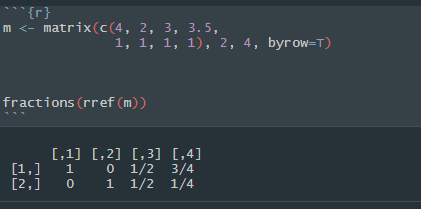 ```{r}
m <- matrix(c(4, 2, 3, 3.5,
1, 1, 1, 1), 2, 4, byrow=T)
fractions(rref(m))
```
[,1] [,2] [,3] [,4]
[1,] 1 0 1/2 3/4
[2,] 0 1 1/2 1/4